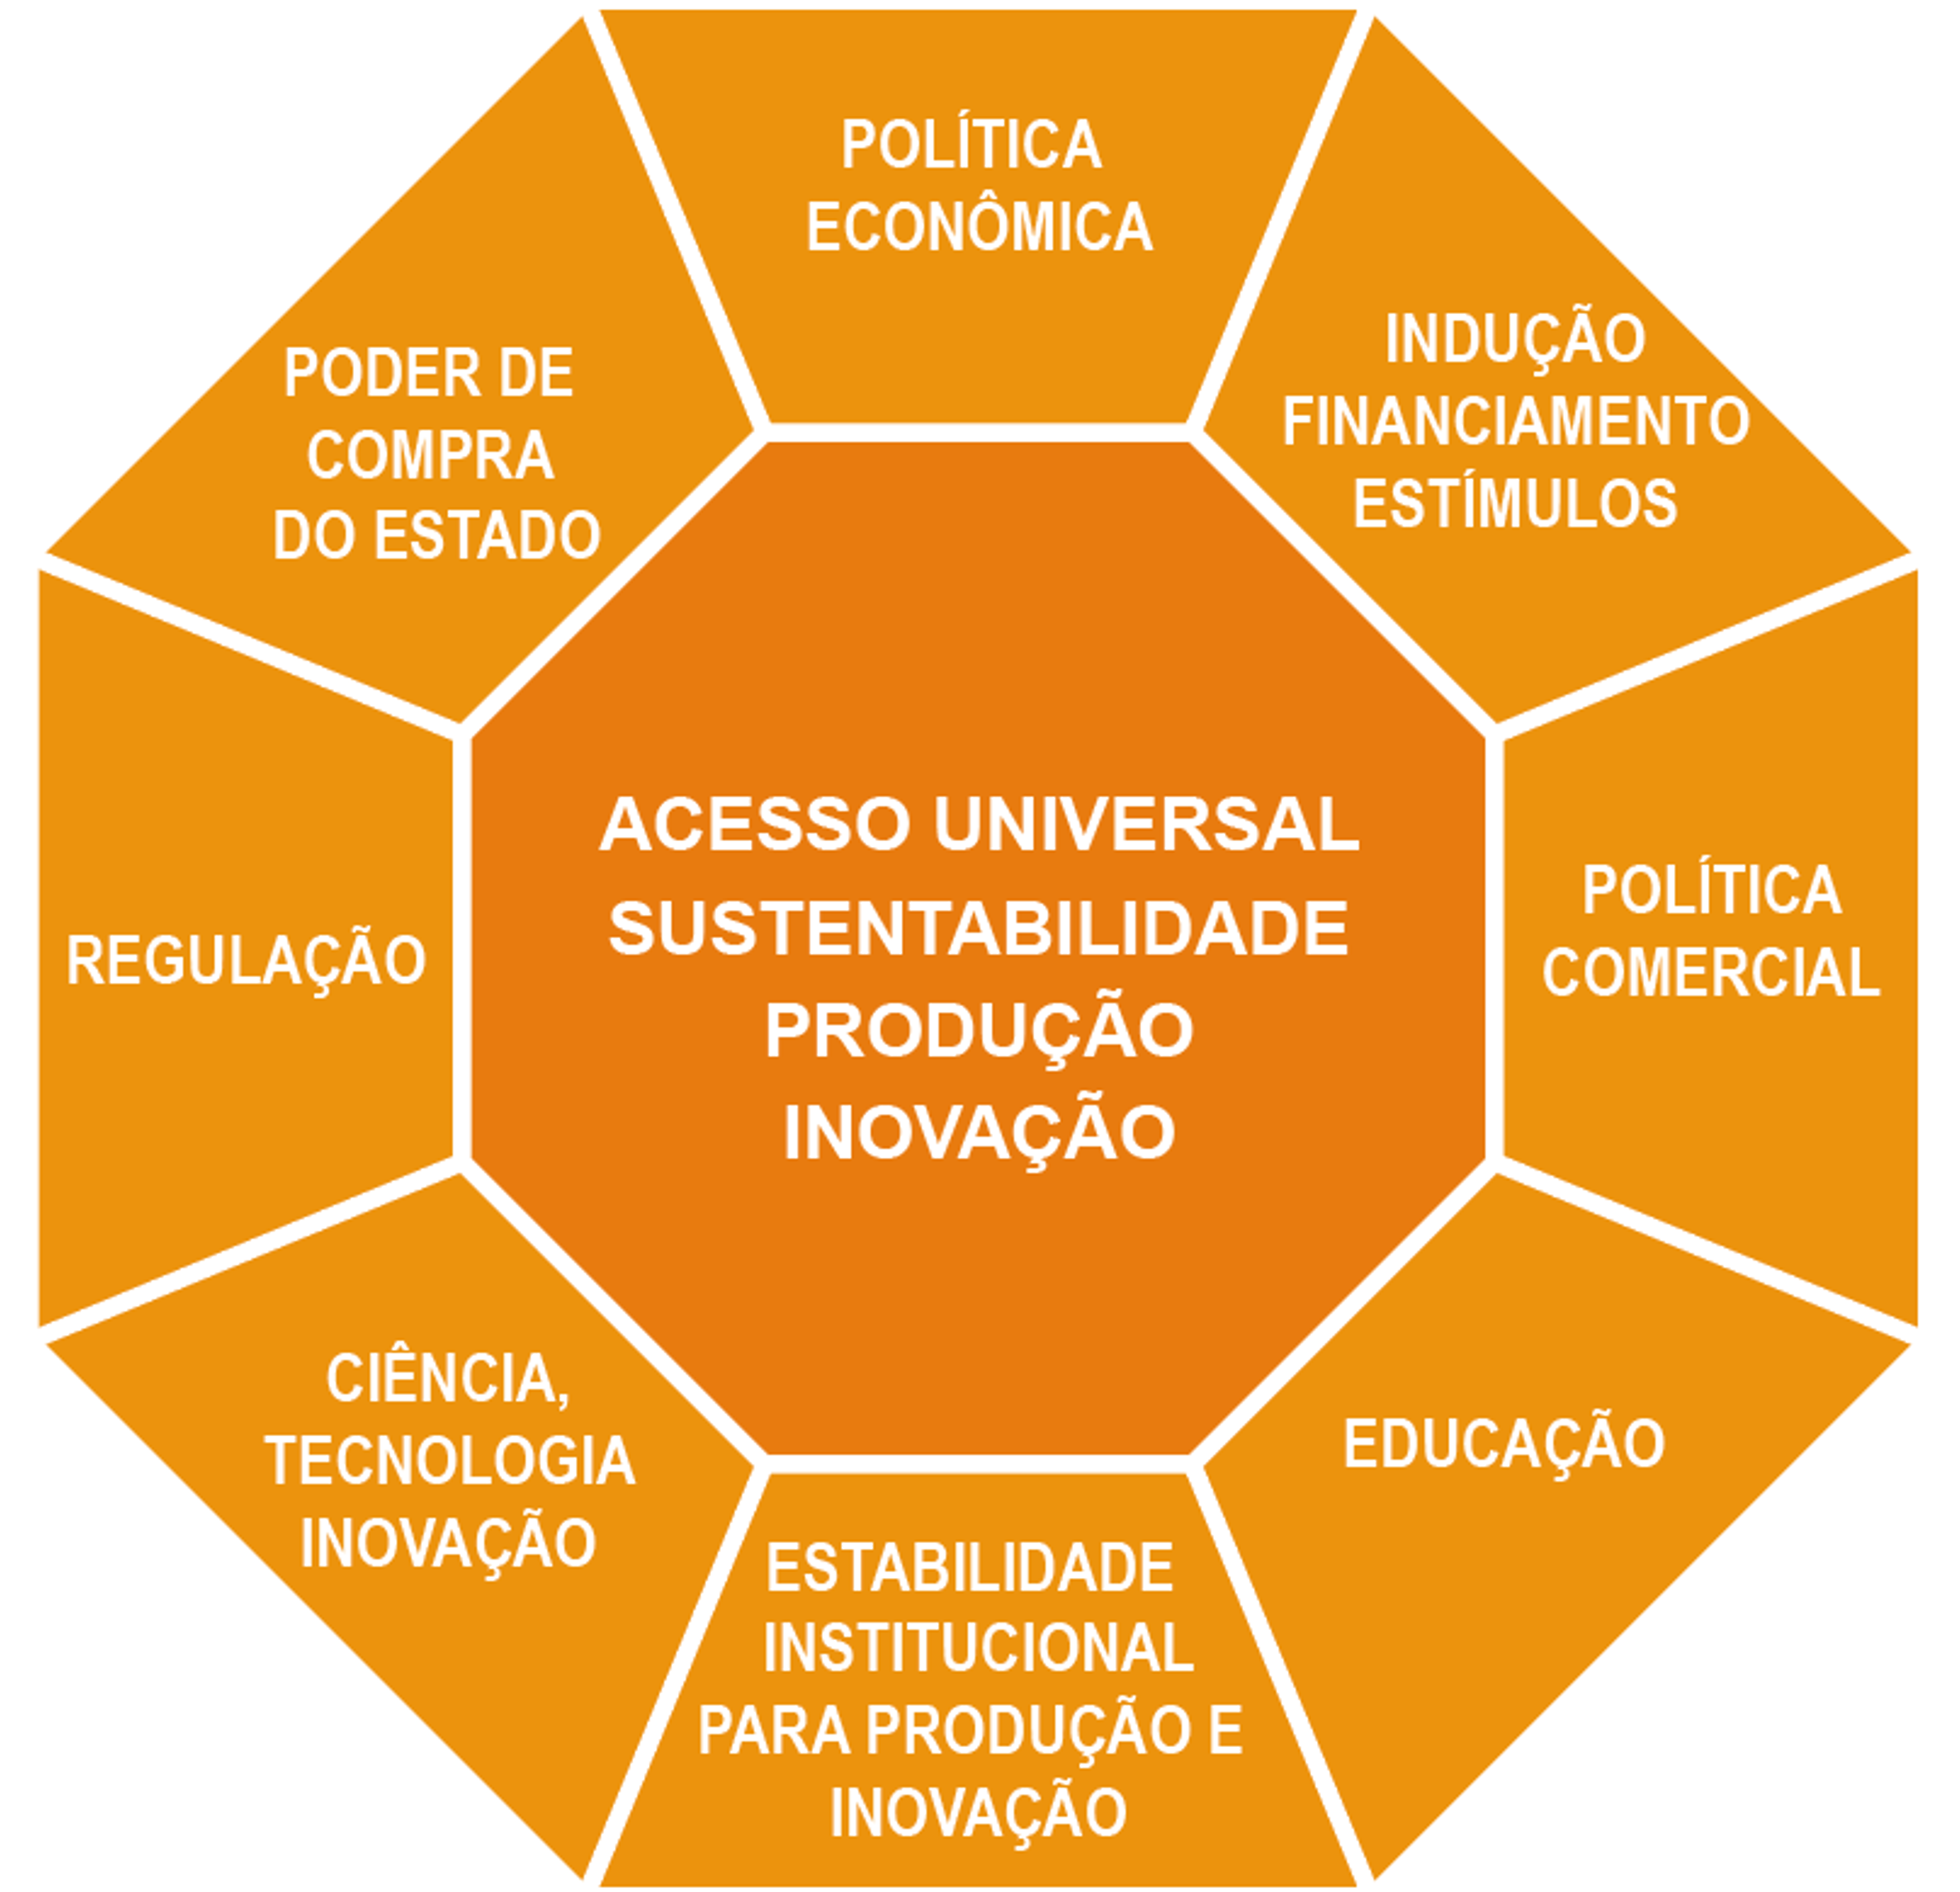 POLÍTICA
ECONÔMICA
INDUÇÃO
FINANCIAMENTO
ESTÍMULOS
POLÍTICA
COMERCIAL
EDUCAÇÃO
ESTABILIDADE
INSTITUCIONAL
PARA PRODUÇÃO E
INOVAÇÃO
CIÊNCIA,
TECNOLOGIA
INOVAÇÃO
REGULAÇÃO
PODER DE
COMPRA
DO ESTADO
ACESSO UNIVERSAL
SUSTENTABILIDADE
PRODUÇÃO
INOVAÇÃO